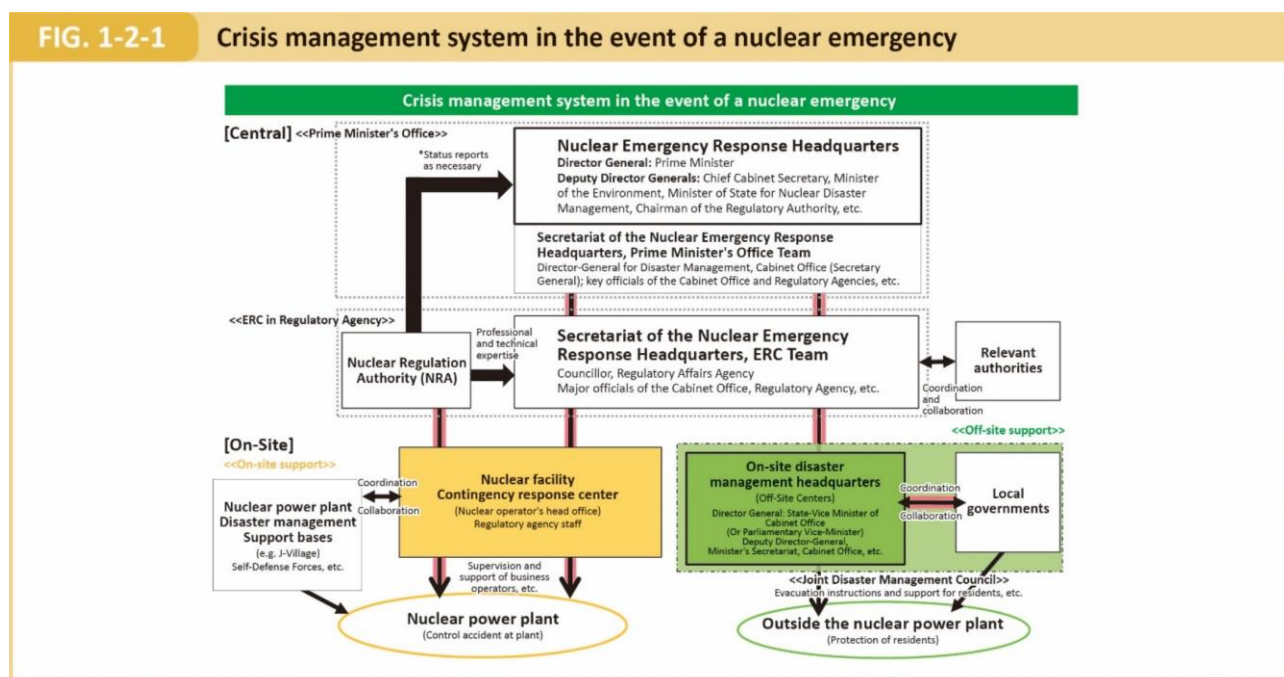 FIG. 1-2-1
Crisis management system in the event of a nuclear emergency
Crisis management system in the event of a nuclear emergency
[Central] <<Prime Minister's Office>>
*Status reports
as necessary
Nuclear Emergency Response Headquarters
Director General: Prime Minister
Deputy Director Generals: Chief Cabinet Secretary, Minister
of the Environment, Minister of State for Nuclear Disaster
Management, Chairman of the Regulatory Authority, etc.
Secretariat of the Nuclear Emergency Response
Headquarters, Prime Minister's Office Team
Director-General for Disaster Management, Cabinet Office (Secretary
General); key officials of the Cabinet Office and Regulatory Agencies, etc.
<<ERC in Regulatory Agency>>
Nuclear Regulation
Authority (NRA)
Professional
and technical
expertise
Secretariat of the Nuclear Emergency
Response Headquarters, ERC Team
Councillor, Regulatory Affairs Agency
Major officials of the Cabinet Office, Regulatory Agency, etc.
Relevant
authorities
Coordination
and
collaboration
<<Off-site support>>
[On-Site]
<<On-site support>>
Nuclear power plant
Disaster management
Support bases
(e.g. J-Village)
Self-Defense Forces, etc.
Coordination
Collaboration
Nuclear facility
Contingency response center
(Nuclear operator's head office)
Regulatory agency staff
On-site disaster
management headquarters
(Off-Site Centers)
Director General: State-Vice Minister of
Cabinet Office
(Or Parliamentary Vice-Minister)
Deputy Director-General,
Minister's Secretariat, Cabinet Office, etc.
Coordination
Collaboration
Local
governments
Supervision and
support of business
operators, etc.
<<Joint Disaster Management Council>>
Evacuation instructions and support for residents, etc.
Nuclear power plant
(Control accident at plant)
Outside the nuclear power plant
(Protection of residents)